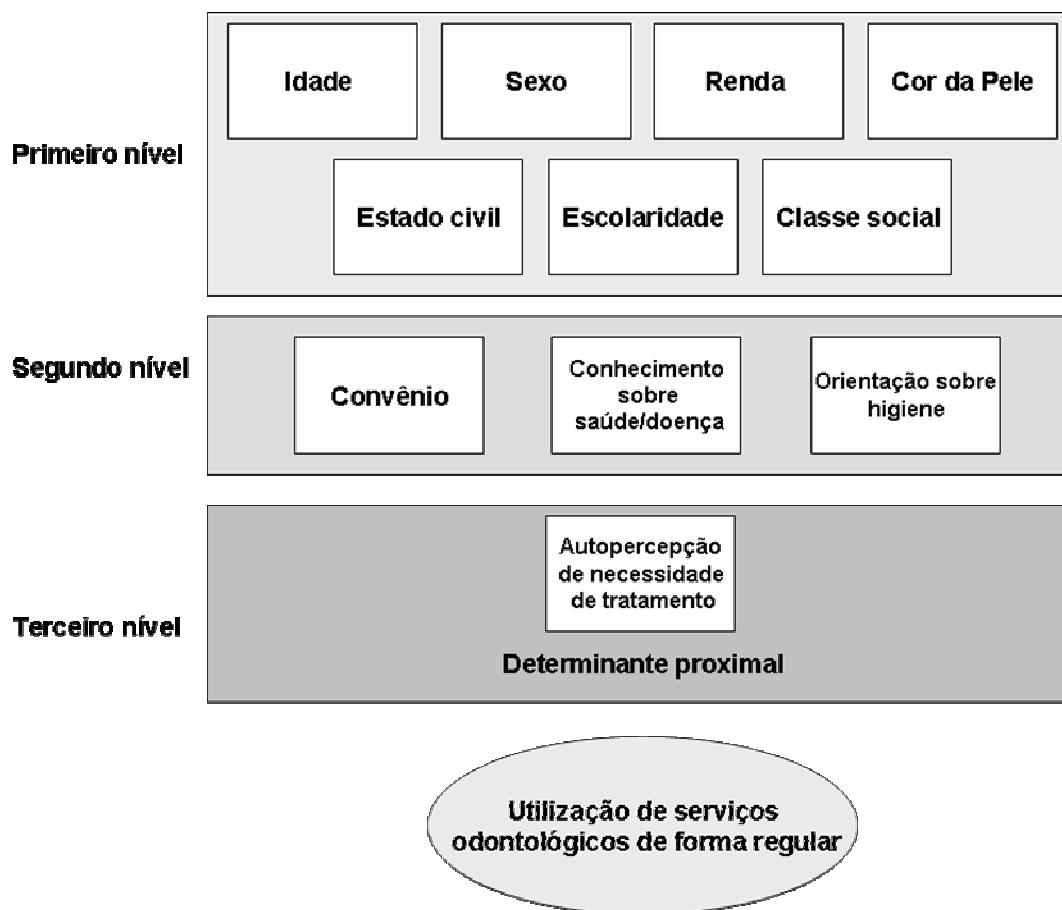 Primeiro nível
Idade
Sexo
Renda
Cor da Pele
Estado civil
Escolaridade
Classe social
Segundo nível
Convênio
Conhecimento
sobre
saúde/doença
Orientação sobre
higiene
Terceiro nível
Autopercepção
de necessidade
de tratamento
Determinante proximal
Utilização de serviços
odontológicos de forma regular